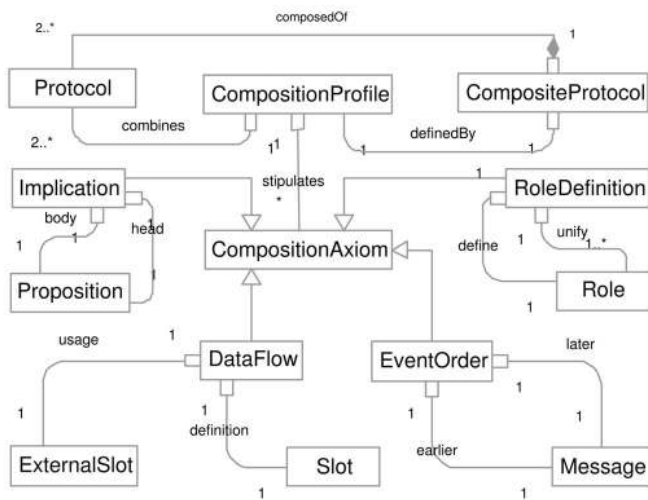 composedOf
2..* 1
Protocol CompositionProfile CompositeProtocol
combines definedBy
2..* 1 1 1 1
Implication stipulates 1 RoleDefinition
body head * define 1 unify
1 1 1 CompositionAxiom 1..*
Proposition 1 Role
1
usage 1 later
DataFlow EventOrder
1
1 1 1 1
definition earlier
ExternalSlot Slot Message
1 1